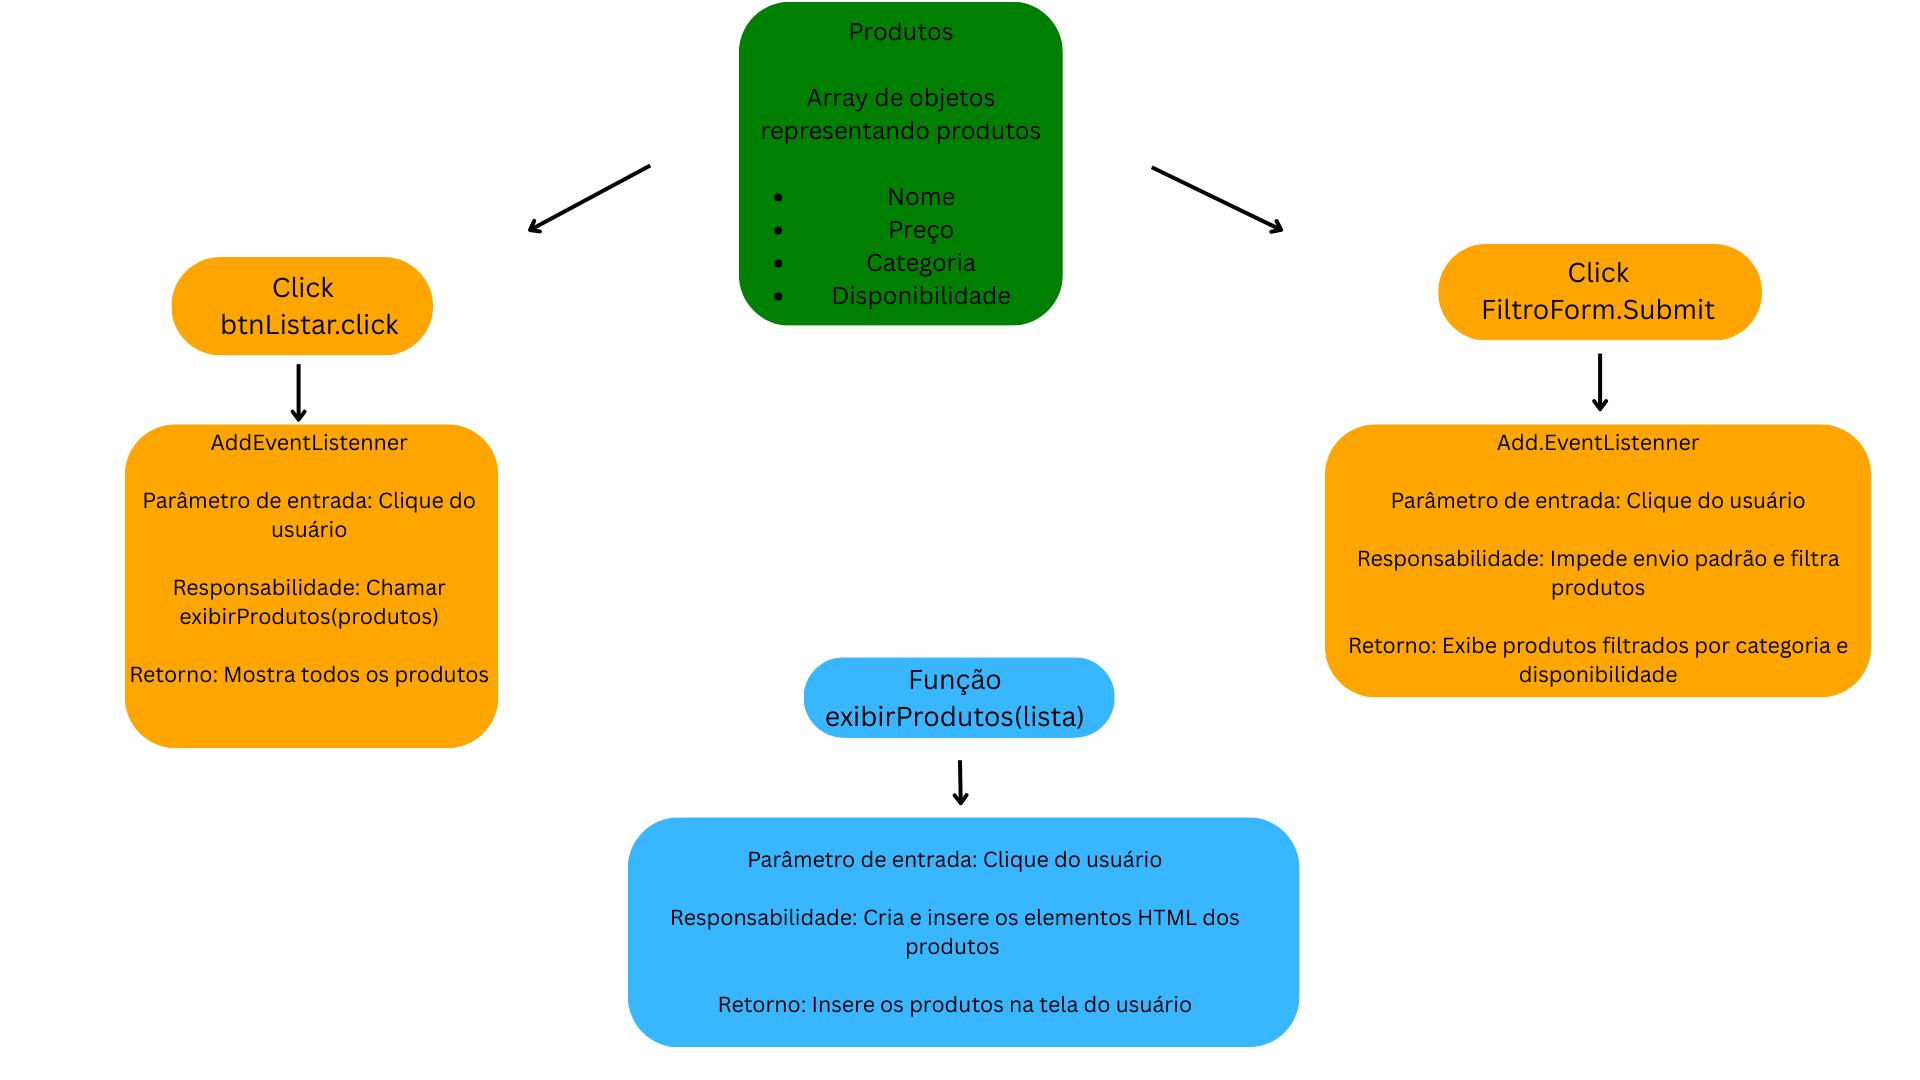 Produtos
Array de objetos
representando produtos
• Nome
• Preço
• Categoria
• Disponibilidade
Click
btnListar.click
AddEventListenner
Parâmetro de entrada: Clique do
usuário
Responsabilidade: Chamar
exibirProdutos(produtos)
Retorno: Mostra todos os produtos
Click
FiltroForm.Submit
Add.EventListenner
Parâmetro de entrada: Clique do usuário
Responsabilidade: Impede envio padrão e filtra
produtos
Retorno: Exibe produtos filtrados por categoria e
disponibilidade
Função
exibirProdutos(lista)
Parâmetro de entrada: Clique do usuário
Responsabilidade: Cria e insere os elementos HTML dos
produtos
Retorno: Insere os produtos na tela do usuário